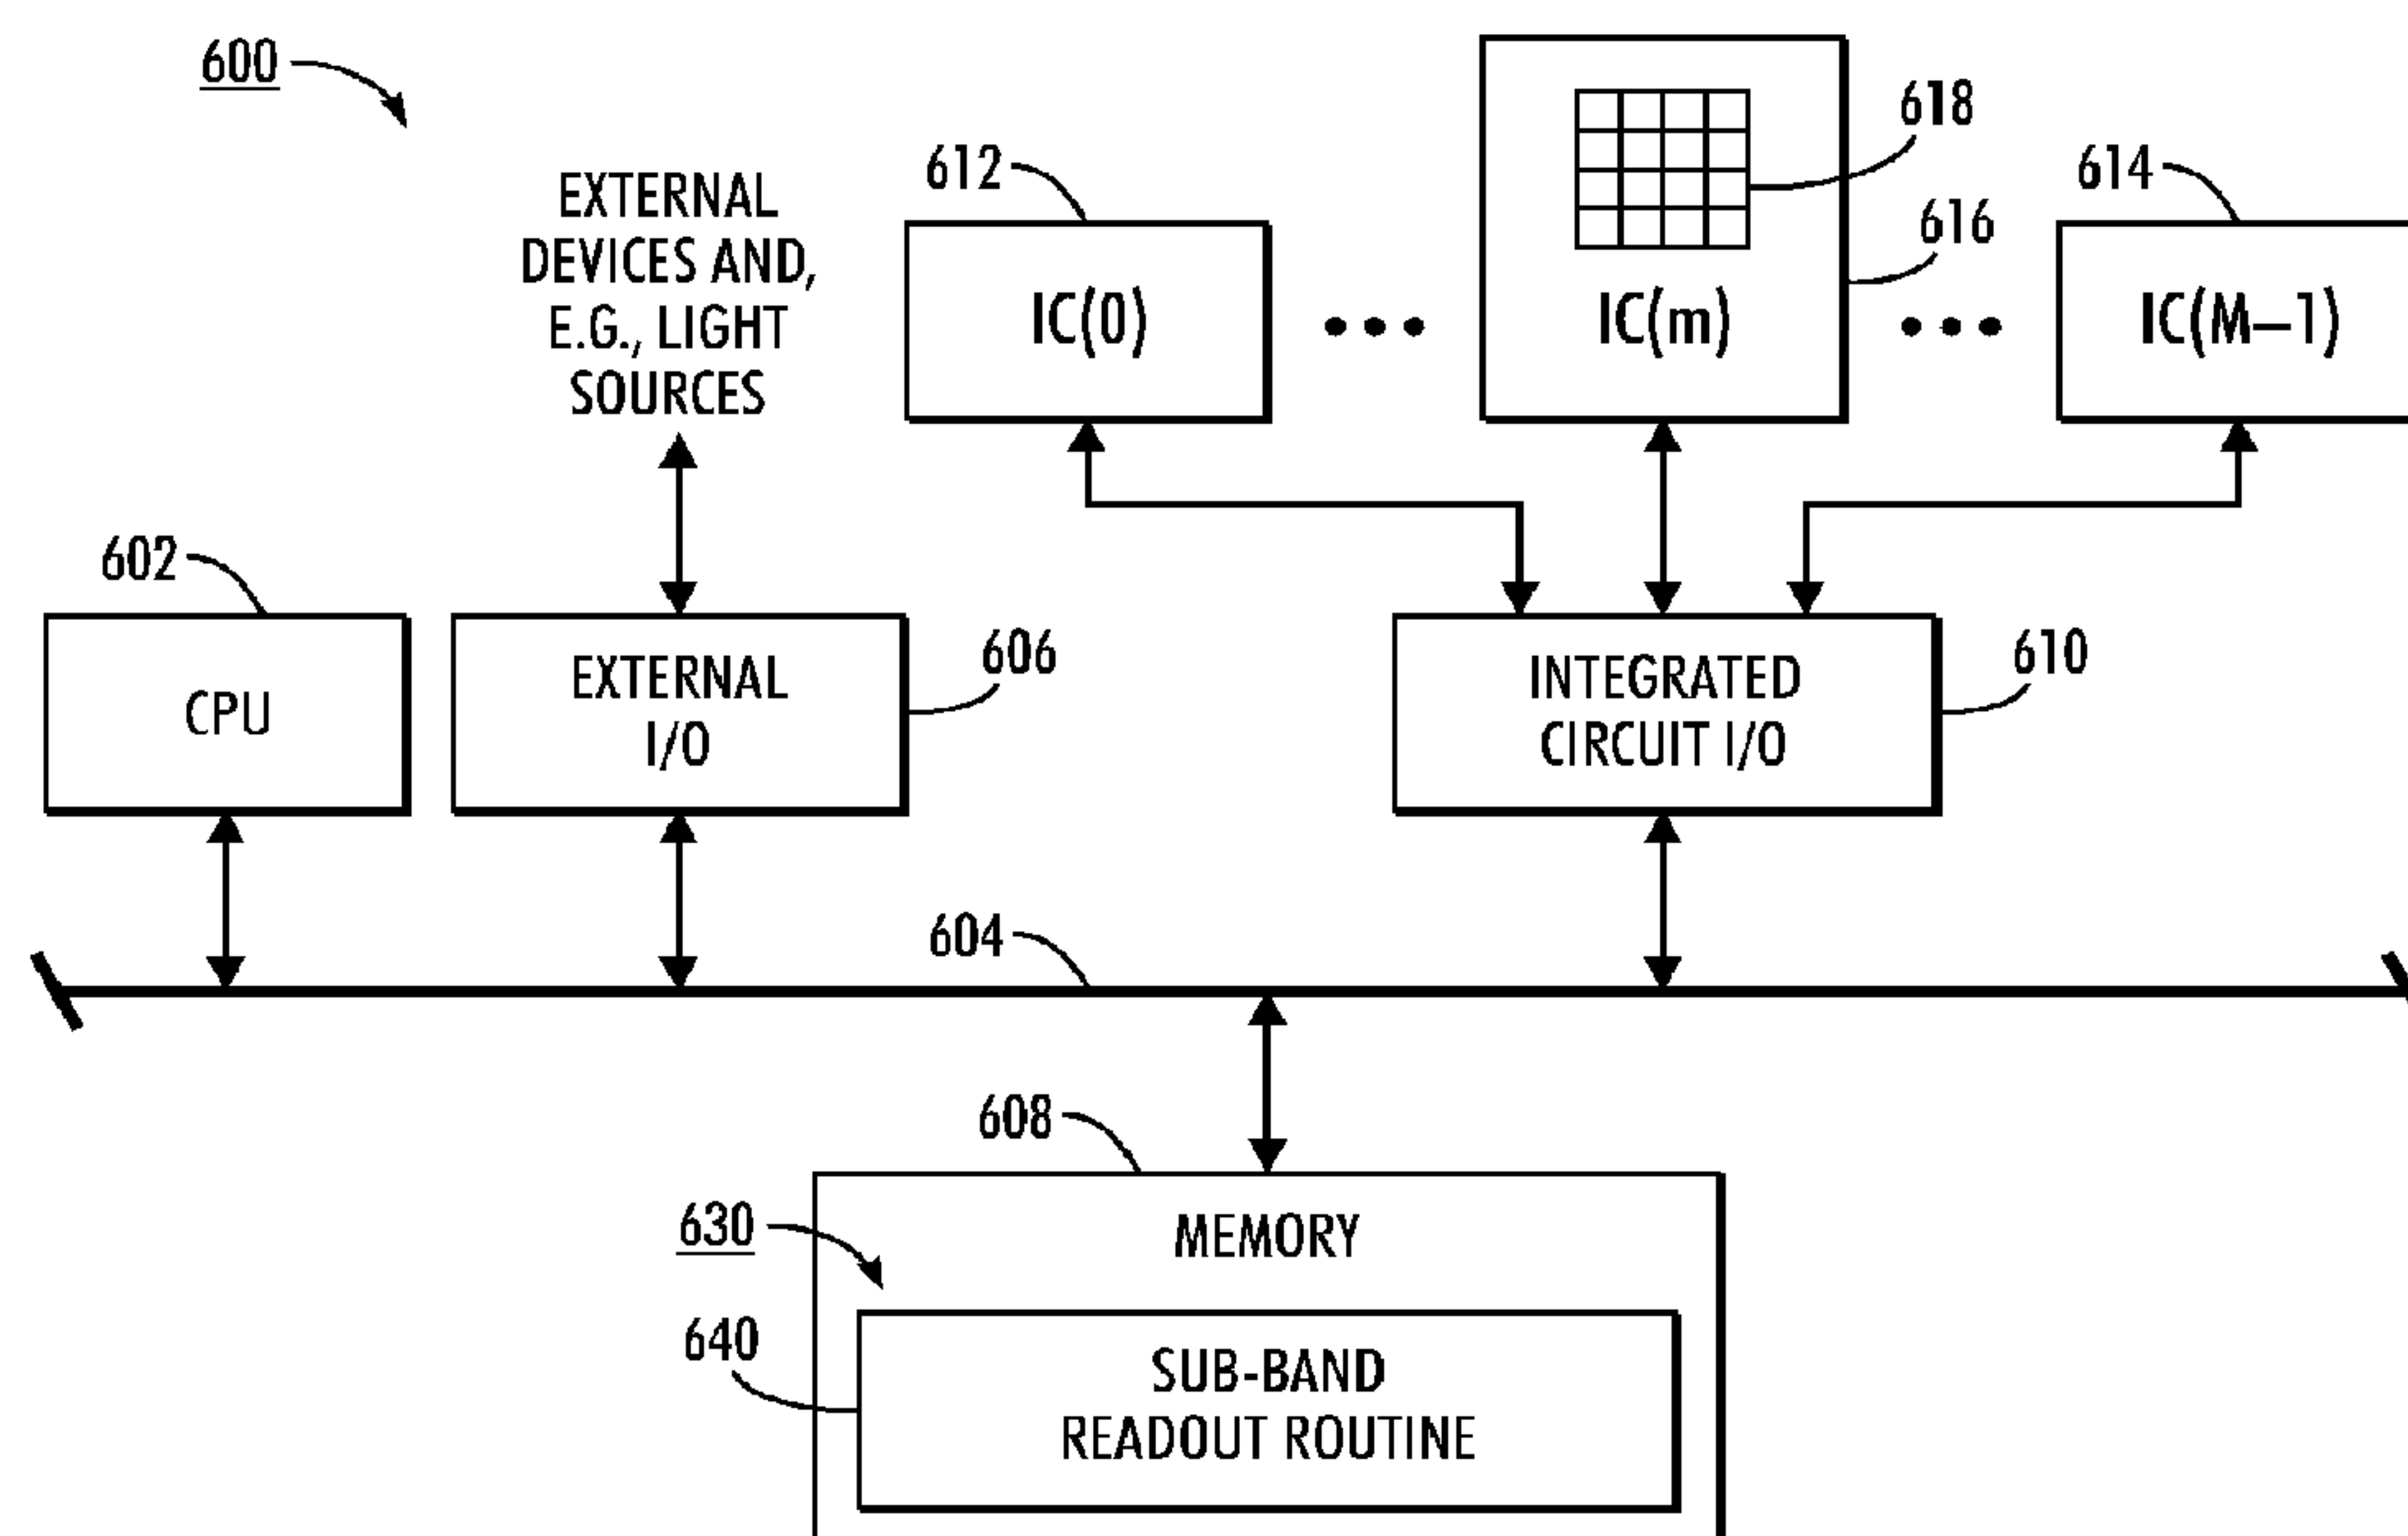 600
618
612
614
EXTERNAL
DEVICES AND,
E.G., LIGHT
SOURCES
616
IC(0)
• • •
IC(m)
• • •
IC(M–1)
602
606
610
CPU
EXTERNAL
I/O
INTEGRATED
CIRCUIT I/O
604
608
630
MEMORY
640
SUB-BAND
READOUT ROUTINE